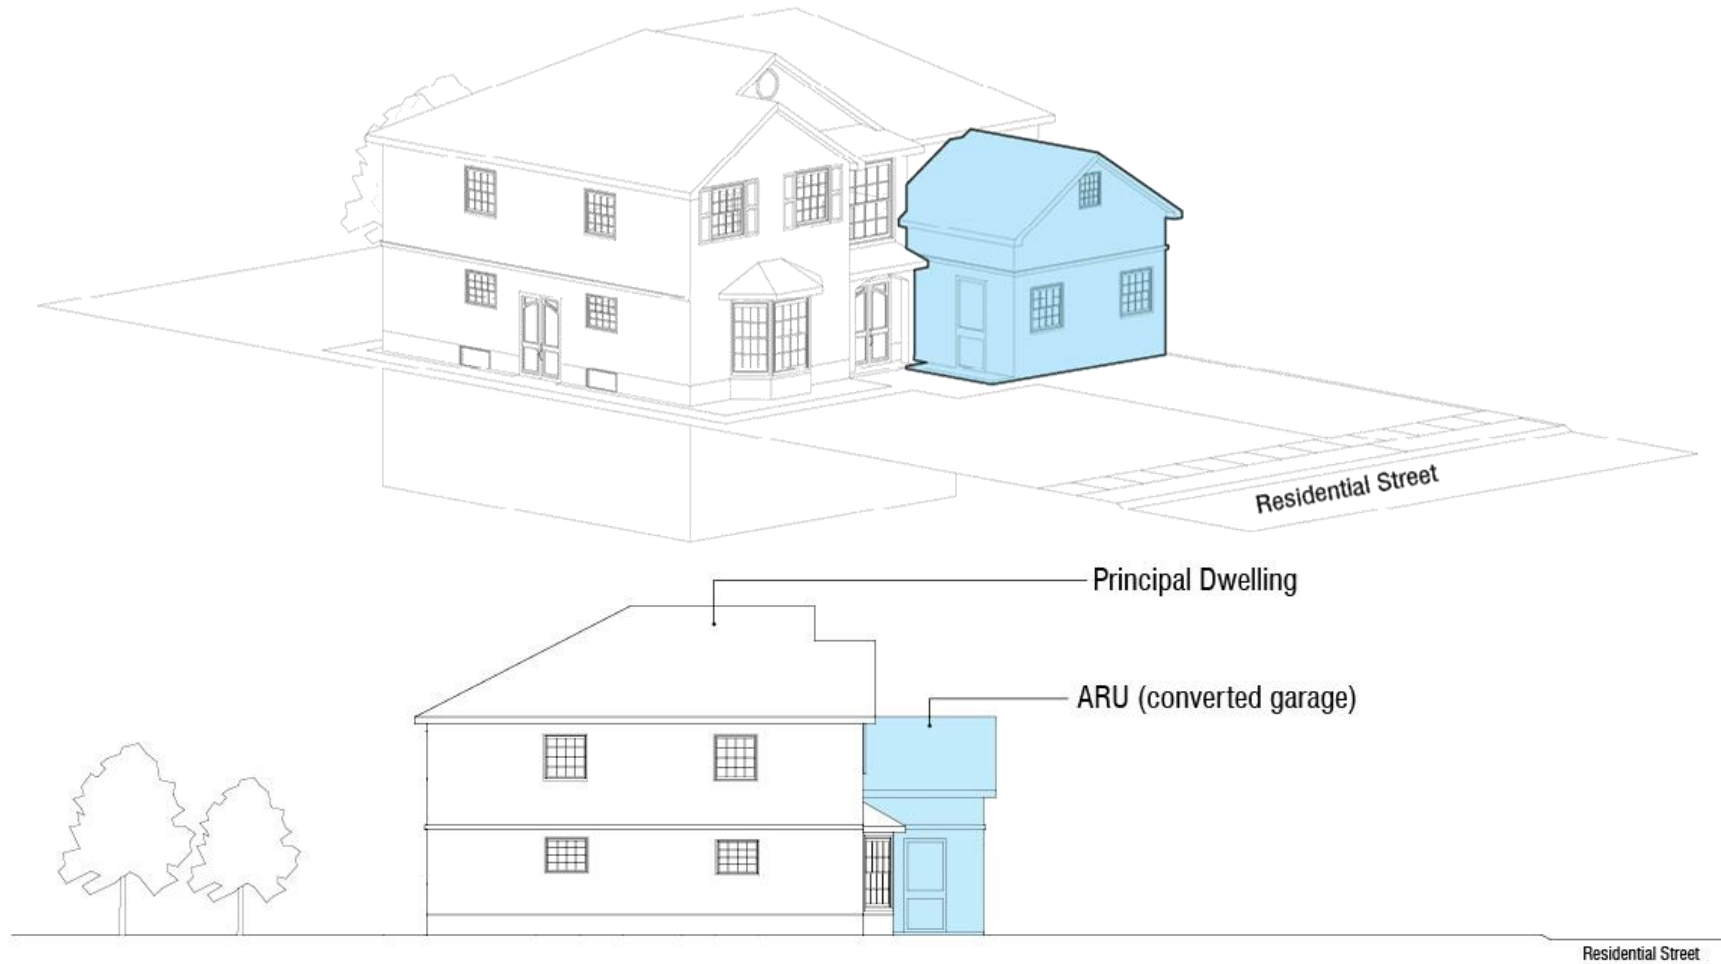 Residential Street
Principal Dwelling
ARU (converted garage)
Residential Street